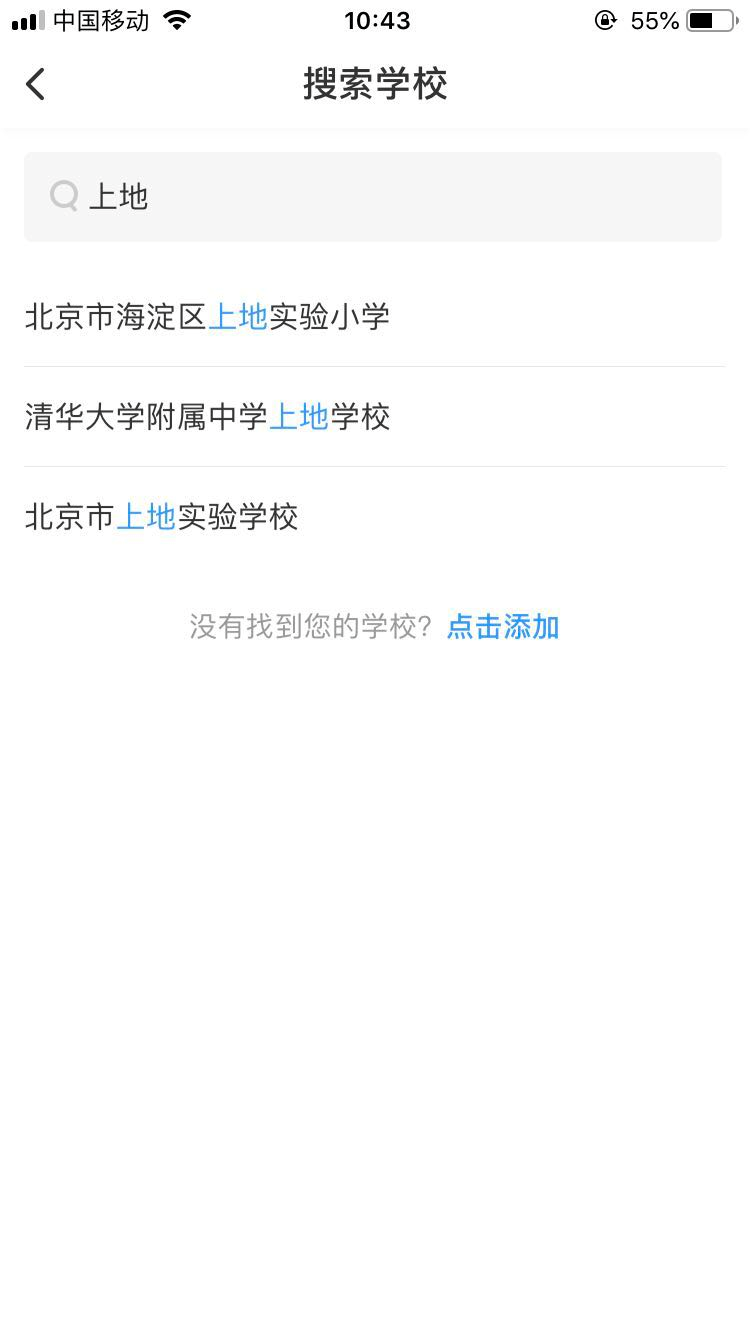 中国移动 10:43 55%
搜索学校
上地
北京市海淀区上地实验小学
清华大学附属中学上地学校
北京市上地实验学校
没有找到您的学校? 点击添加